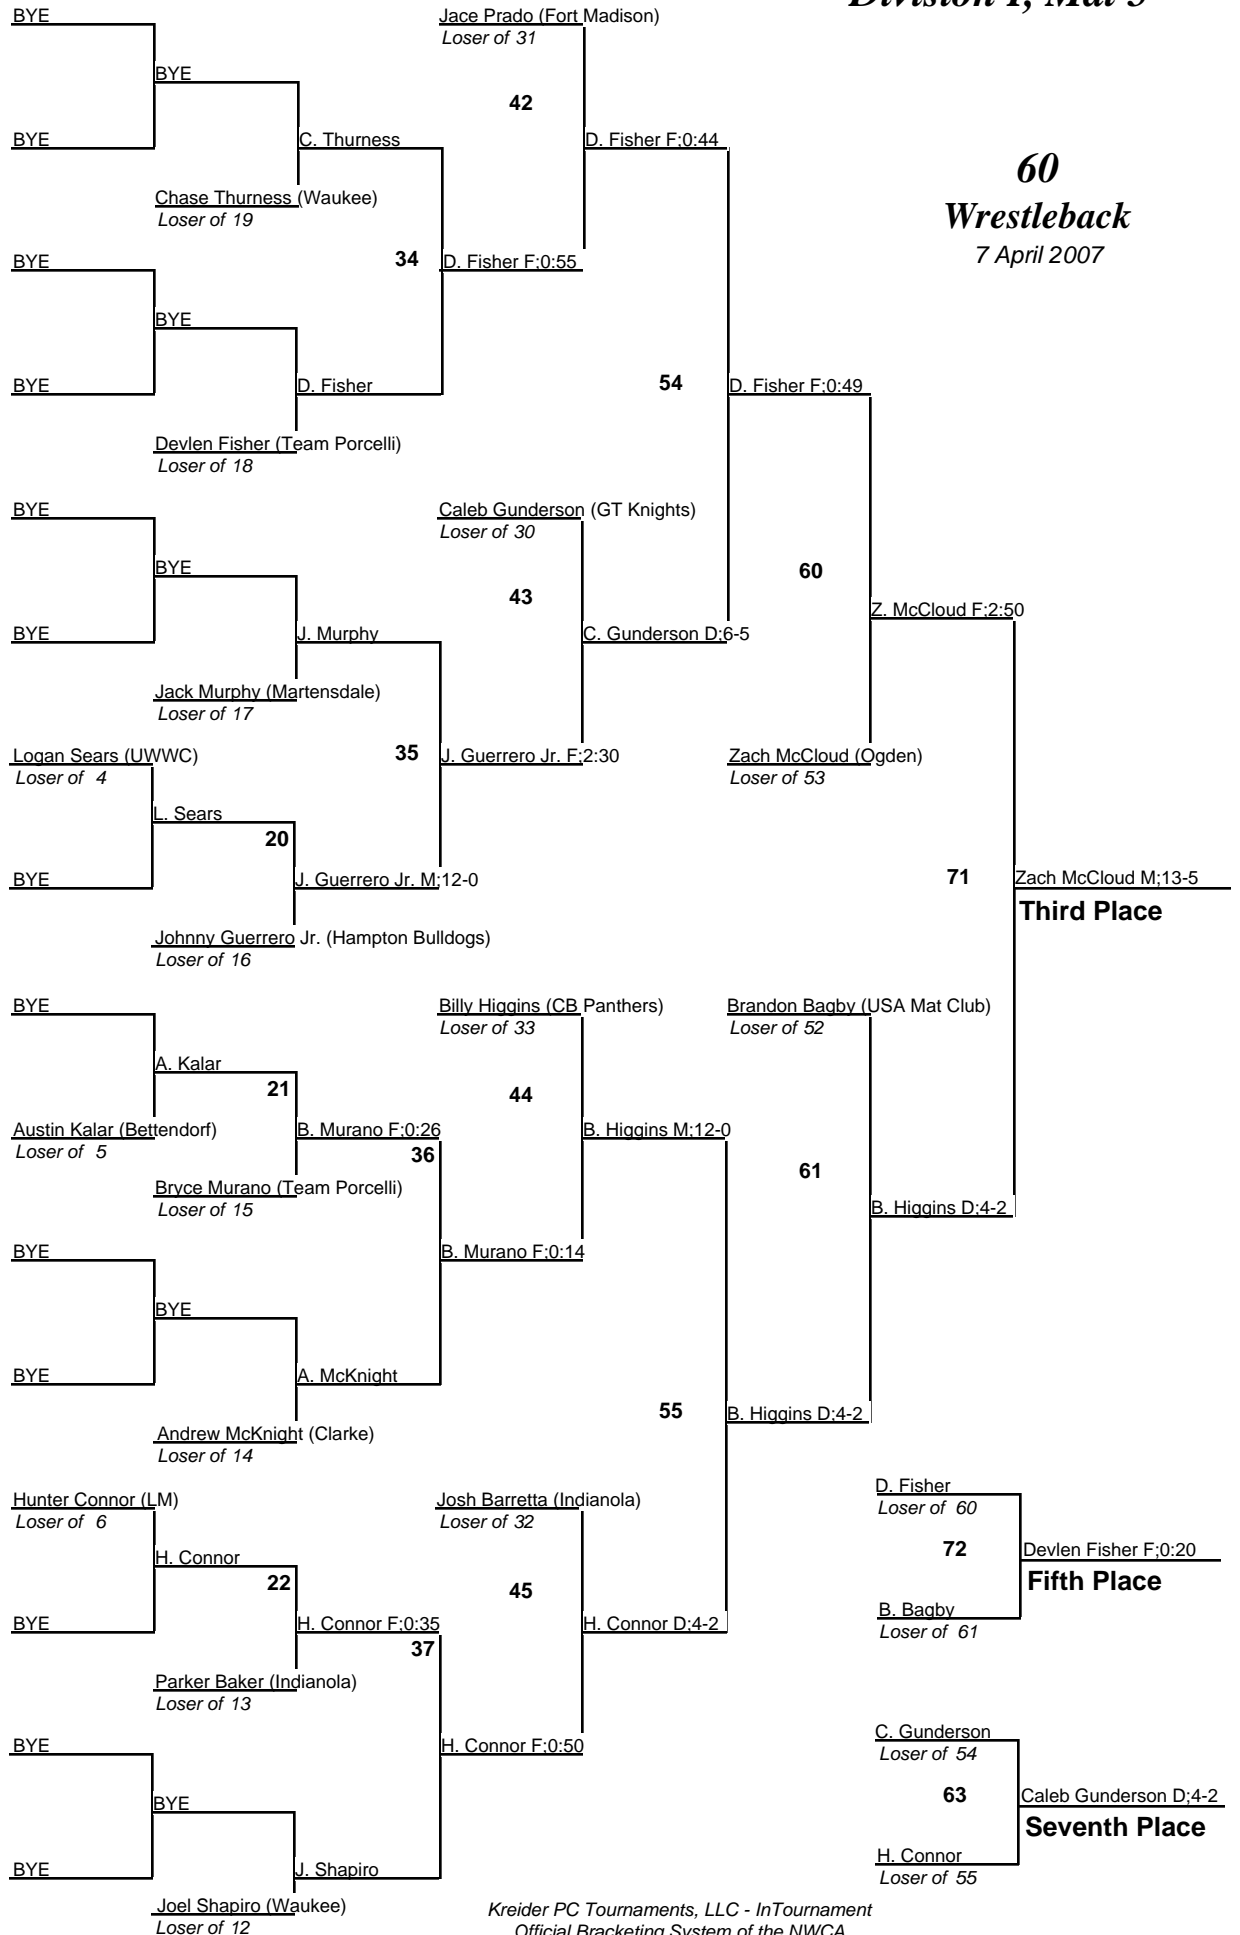 Division I, Mat 3
BYE
Jace Prado (Fort Madison)
Loser of 31
BYE
42
BYE
C. Thurness
D. Fisher F;0:44
60
Wrestleback
7 April 2007
Chase Thurness (Waukee)
Loser of 19
BYE
34
D. Fisher F;0:55
BYE
BYE
D. Fisher
54
D. Fisher F;0:49
Devlen Fisher (Team Porcelli)
Loser of 18
BYE
Caleb Gunderson (GT Knights)
Loser of 30
BYE
60
43
Z. McCloud F;2:50
BYE
J. Murphy
C. Gunderson D;6-5
Jack Murphy (Martensdale)
Loser of 17
Logan Sears (UWWC)
Loser of 4
35
J. Guerrero Jr. F;2:30
Zach McCloud (Ogden)
Loser of 53
L. Sears
20
BYE
J. Guerrero Jr. M;12-0
71
Zach McCloud M;13-5
Third Place
Johnny Guerrero Jr. (Hampton Bulldogs)
Loser of 16
BYE
Billy Higgins (CB Panthers)
Loser of 33
Brandon Bagby (USA Mat Club)
Loser of 52
A. Kalar
21
44
Austin Kalar (Bettendorf)
Loser of 5
B. Murano F;0:26
36
B. Higgins M;12-0
61
Bryce Murano (Team Porcelli)
Loser of 15
B. Higgins D;4-2
BYE
B. Murano F;0:14
BYE
BYE
A. McKnight
55
B. Higgins D;4-2
Andrew McKnight (Clarke)
Loser of 14
Hunter Connor (LM)
Loser of 6
Josh Barretta (Indianola)
Loser of 32
D. Fisher
Loser of 60
H. Connor
22
45
72
Devlen Fisher F;0:20
Fifth Place
BYE
H. Connor F;0:35
37
H. Connor D;4-2
B. Bagby
Loser of 61
Parker Baker (Indianola)
Loser of 13
BYE
H. Connor F;0:50
C. Gunderson
Loser of 54
BYE
63
Caleb Gunderson D;4-2
Seventh Place
BYE
J. Shapiro
H. Connor
Loser of 55
Joel Shapiro (Waukee)
Loser of 12
Kreider PC Tournaments, LLC - InTournament
Official Bracketing System of the NWCA